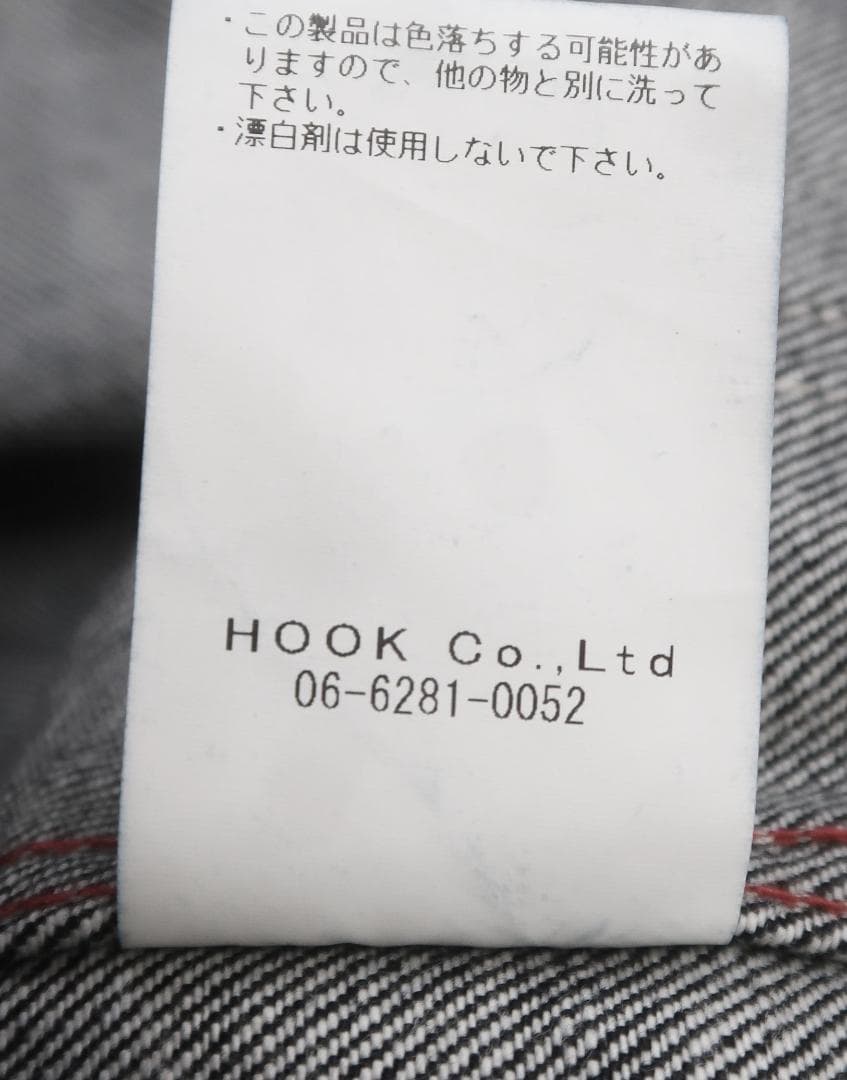 ・この製品は色落ちする可能性があ
りますので、他の物と別に洗って
下さい。
・漂白剤は使用しないで下さい。
HOOK Co.,Ltd
06-6281-0052